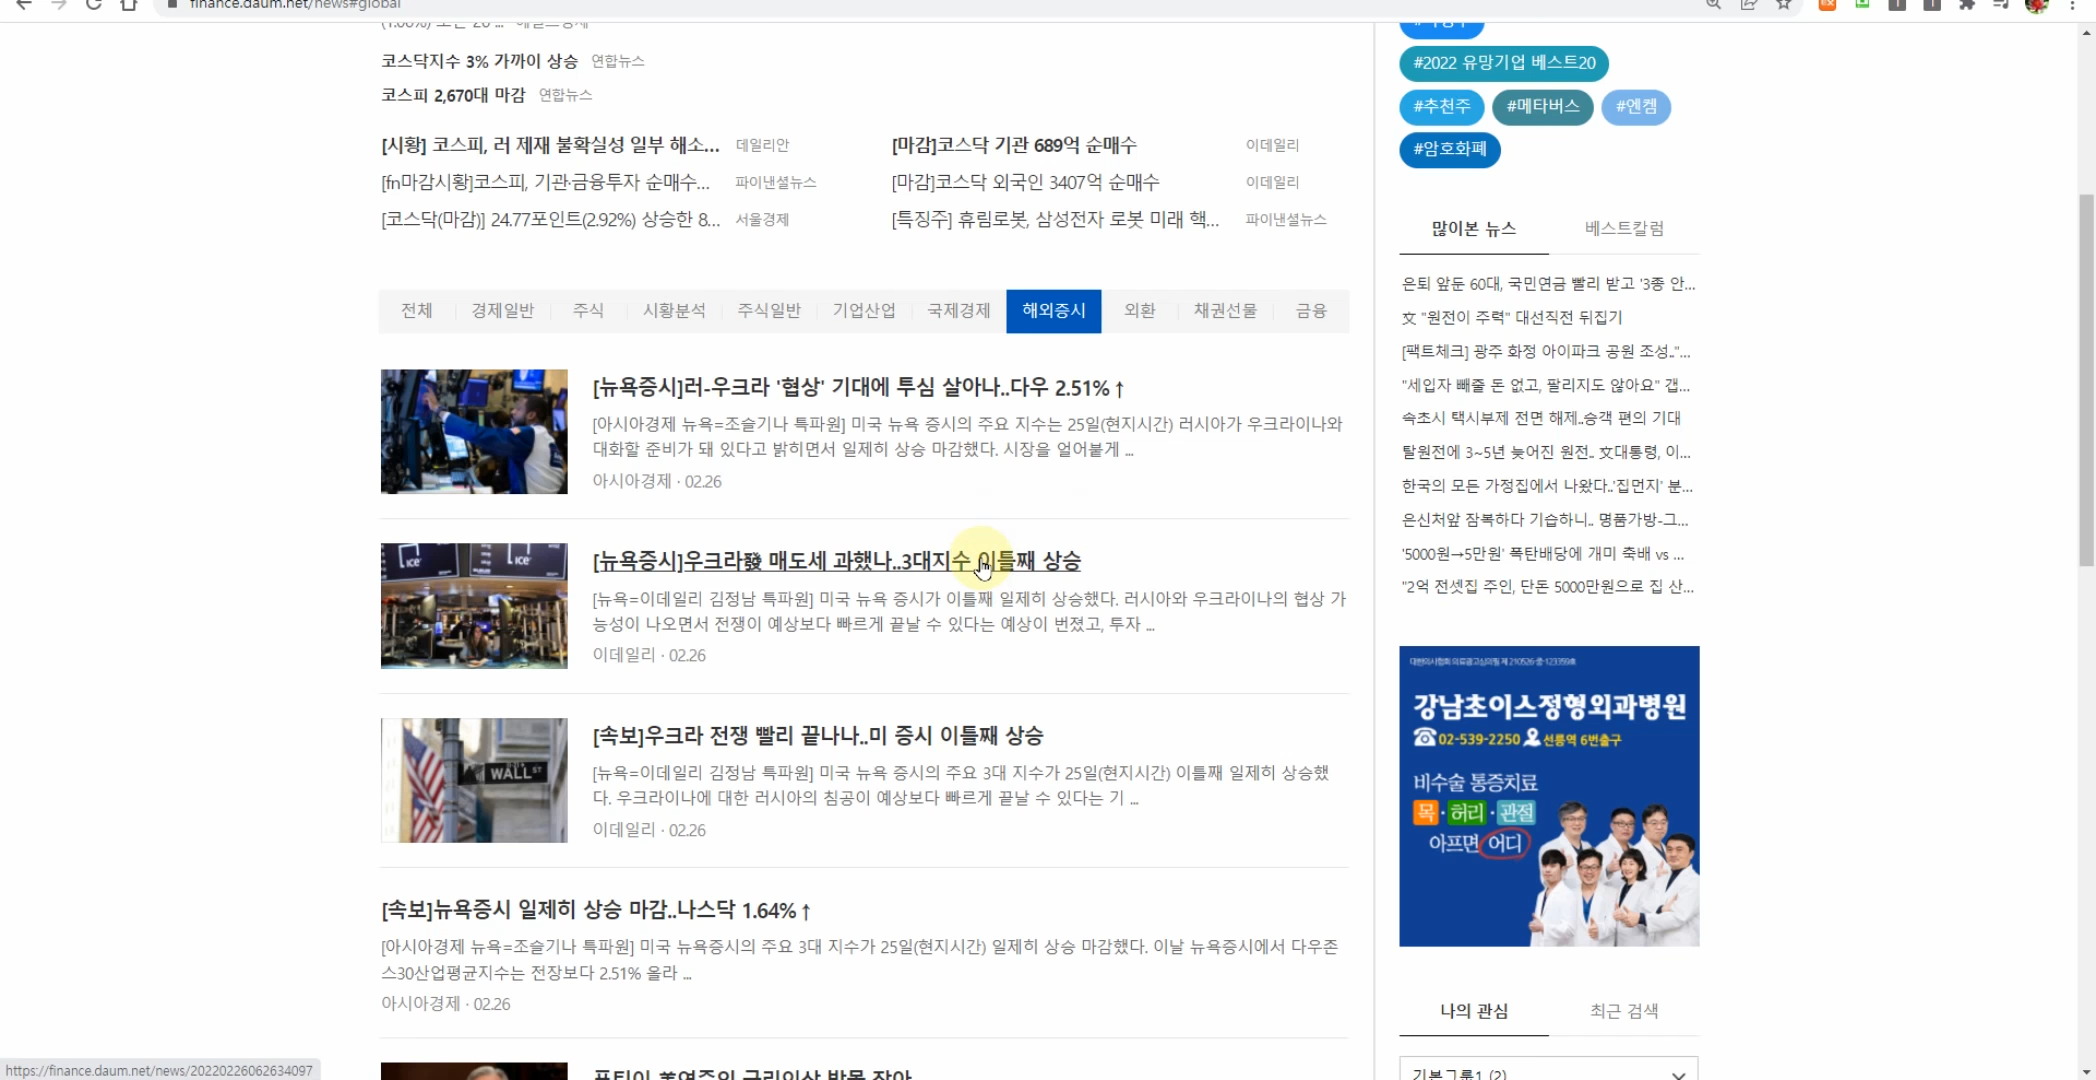 finance.daum.net/news#global
코스닥지수 3% 가까이 상승 연합뉴스
코스피 2,670대 마감 연합뉴스
[시황] 코스피, 러 제재 불확실성 일부 해소... 데일리안
[fn마감시황]코스피, 기관·금융투자 순매수... 파이낸셜뉴스
[코스닥(마감)] 24.77포인트(2.92%) 상승한 8... 서울경제
[마감]코스닥 기관 689억 순매수 이데일리
[마감]코스닥 외국인 3407억 순매수 이데일리
[특징주] 휴림로봇, 삼성전자 로봇 미래 핵... 파이낸셜뉴스
전체 경제일반 주식 시황분석 주식일반 기업산업 국제경제 해외증시 외환 채권선물 금융
[뉴욕증시]러-우크라 '협상' 기대에 투심 살아나..다우 2.51%↑
[아시아경제 뉴욕=조슬기나 특파원] 미국 뉴욕 증시의 주요 지수는 25일(현지시간) 러시아가 우크라이나와
대화할 준비가 돼 있다고 밝히면서 일제히 상승 마감했다. 시장을 얼어붙게 ...
아시아경제 · 02.26
ice
ice
[뉴욕증시]우크라發 매도세 과했나..3대지수 이틀째 상승
[뉴욕=이데일리 김정남 특파원] 미국 뉴욕 증시가 이틀째 일제히 상승했다. 러시아와 우크라이나의 협상 가
능성이 나오면서 전쟁이 예상보다 빠르게 끝날 수 있다는 예상이 번졌고, 투자 ...
이데일리 · 02.26
WALL ST
[속보]우크라 전쟁 빨리 끝나나..미 증시 이틀째 상승
[뉴욕=이데일리 김정남 특파원] 미국 뉴욕 증시의 주요 3대 지수가 25일(현지시간) 이틀째 일제히 상승했
다. 우크라이나에 대한 러시아의 침공이 예상보다 빠르게 끝날 수 있다는 기 ...
이데일리 · 02.26
[속보]뉴욕증시 일제히 상승 마감..나스닥 1.64%↑
[아시아경제 뉴욕=조슬기나 특파원] 미국 뉴욕증시의 주요 3대 지수가 25일(현지시간) 일제히 상승 마감했다. 이날 뉴욕증시에서 다우존
스30산업평균지수는 전장보다 2.51% 올라 ...
아시아경제 · 02.26
https://finance.daum.net/news/20220226062634097
#2022 유망기업 베스트20
#추천주 #메타버스 #엔켐
#암호화폐
많이본 뉴스 베스트칼럼
은퇴 앞둔 60대, 국민연금 빨리 받고 '3종 안...
文 "원전이 주력" 대선직전 뒤집기
[팩트체크] 광주 화정 아이파크 공원 조성.."...
"세입자 빼줄 돈 없고, 팔리지도 않아요" 갭...
속초시 택시부제 전면 해제..승객 편의 기대
탈원전에 3~5년 늦어진 원전.. 文대통령, 이...
한국의 모든 가정집에서 나왔다..'집먼지' 분...
은신처앞 잠복하다 기습하니.. 명품가방-그...
'5000원→5만원' 폭탄배당에 개미 축배 vs ...
"2억 전셋집 주인, 단돈 5000만원으로 집 산...
강남초이스정형외과병원
02-539-2250 선릉역 6번출구
비수술 통증치료
목·허리·관절
아프면 어디
나의 관심 최근 검색
기본그룹1 (2)